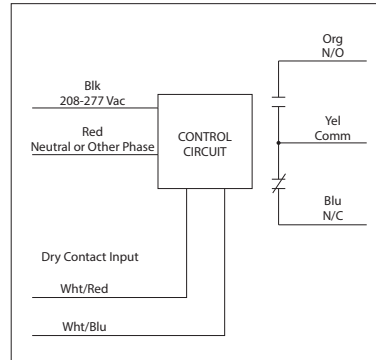 Org
N/O
Blk
208-277 Vac
Red
Neutral or Other Phase
CONTROL
CIRCUIT
Yel
Comm
Blu
N/C
Dry Contact Input
Wht/Red
Wht/Blu